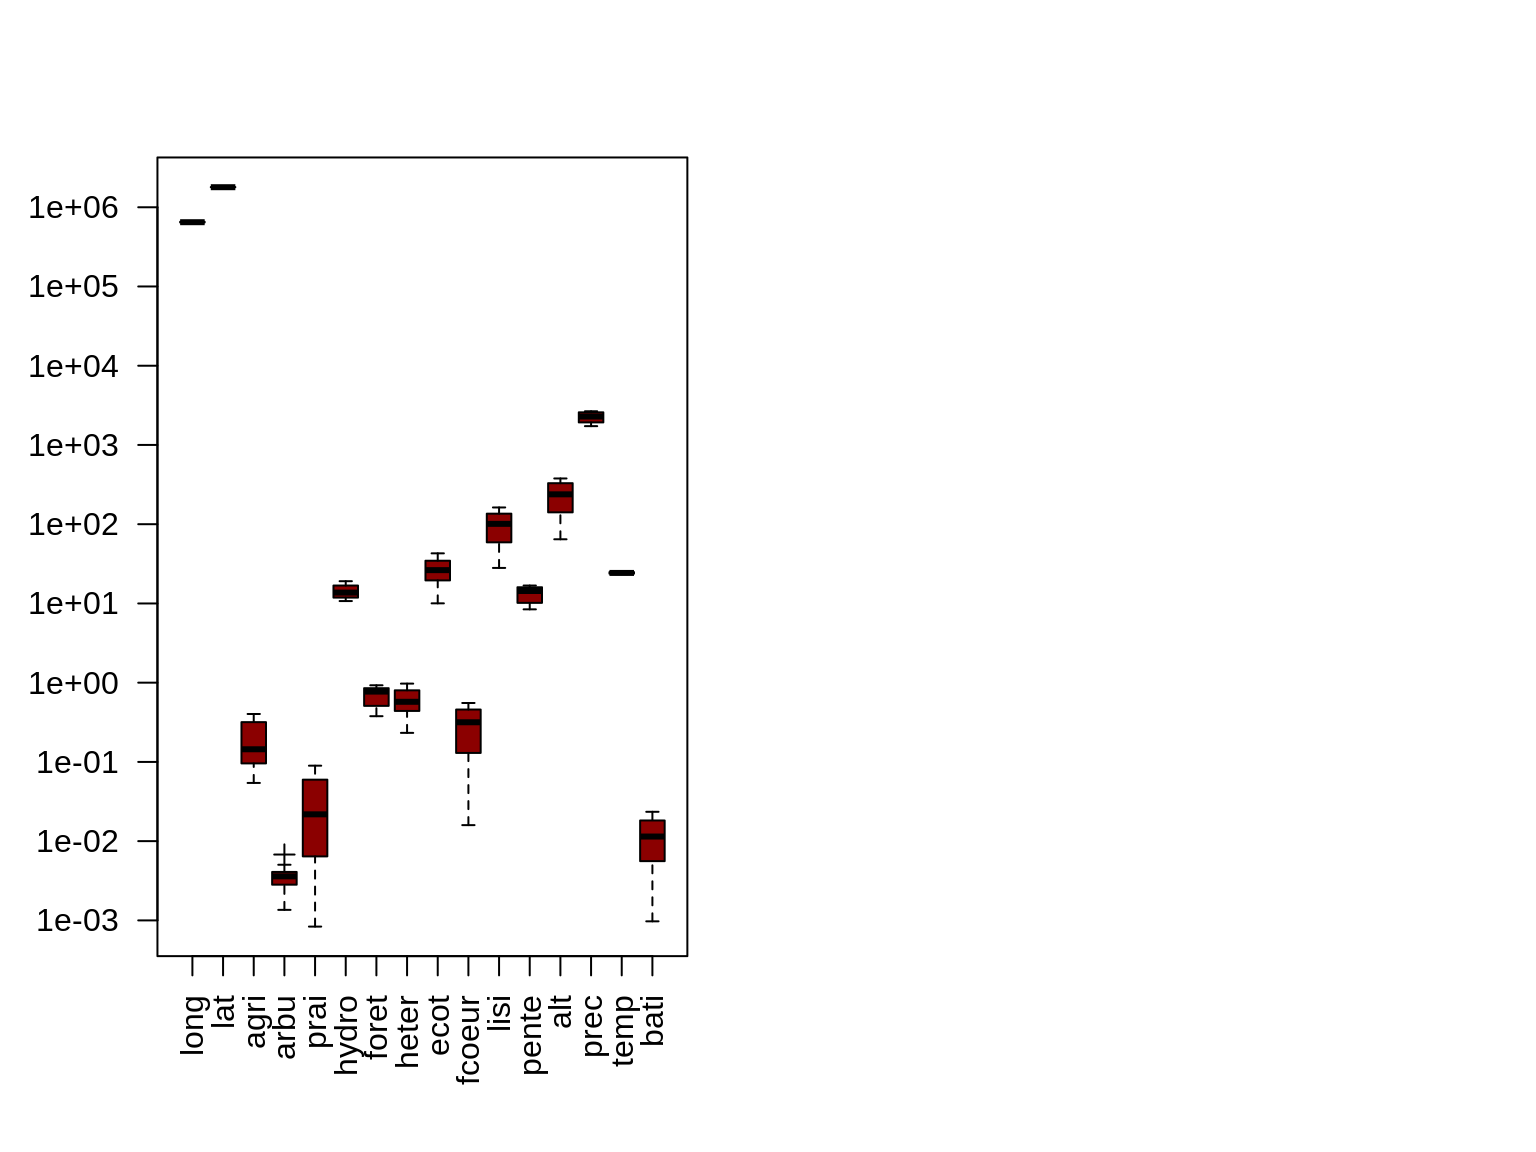 1e+06
1e+05
1e+04
1e+03
1e+02
1e+01
1e+00
1e-01
1e-02
1e-03
long
lat
agri
arbu
prai
hydro
foret
heter
ecot
fcoeur
lisi
pente
alt
prec
temp
bati